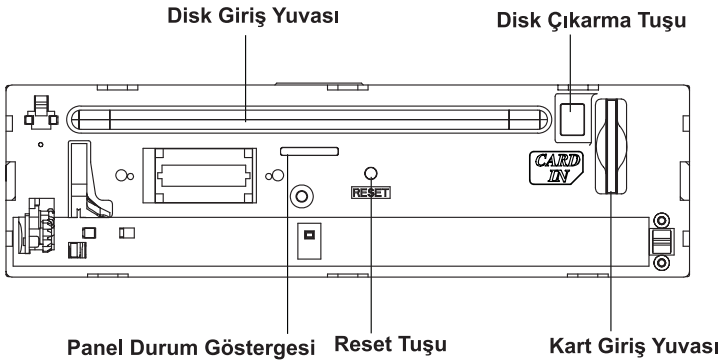 Disk Giriş Yuvası
Disk Çıkarma Tuşu
CARD
IN
RESET
Panel Durum Göstergesi
Reset Tuşu
Kart Giriş Yuvası